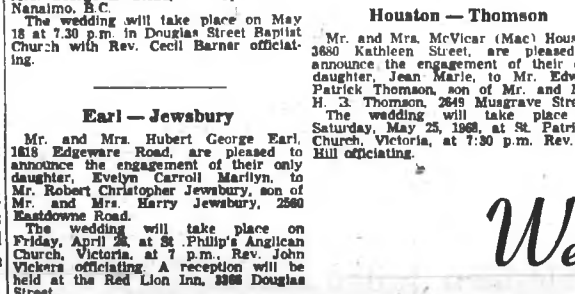 Nanaimo, B.C.
The wedding will take place on May
18 at 7.30 p.m. in Douglas Street Baptist
Church with Rev. Cecil Barner officiat-
ing.
Earl — Jewsbury
Mr. and Mrs. Hubert George Earl,
1618 Edgeware Road, are pleased to
announce the engagement of their only
daughter, Evelyn Carroll Marilyn, to
Mr. Robert Christopher Jewsbury, son of
Mr. and Mrs. Harry Jewsbury, 2560
Eastdowne Road.
The wedding will take place on
Friday, April 26, at St. Philip's Anglican
Church, Victoria, at 7 p.m., Rev. John
Vickers officiating. A reception will be
held at the Red Lion Inn, 3366 Douglas
Street.
Houston — Thomson
Mr. and Mrs. McVicar (Mac) Hous
3680 Kathleen Street, are pleased
announce the engagement of their
daughter, Jean Marie, to Mr. Edw
Patrick Thomson, son of Mr. and
H. B. Thomson, 2649 Musgrave Stre
The wedding will take place
Saturday, May 25, 1968, at St. Patri
Church, Victoria, at 7:30 p.m. Rev.
Hill officiating.
We